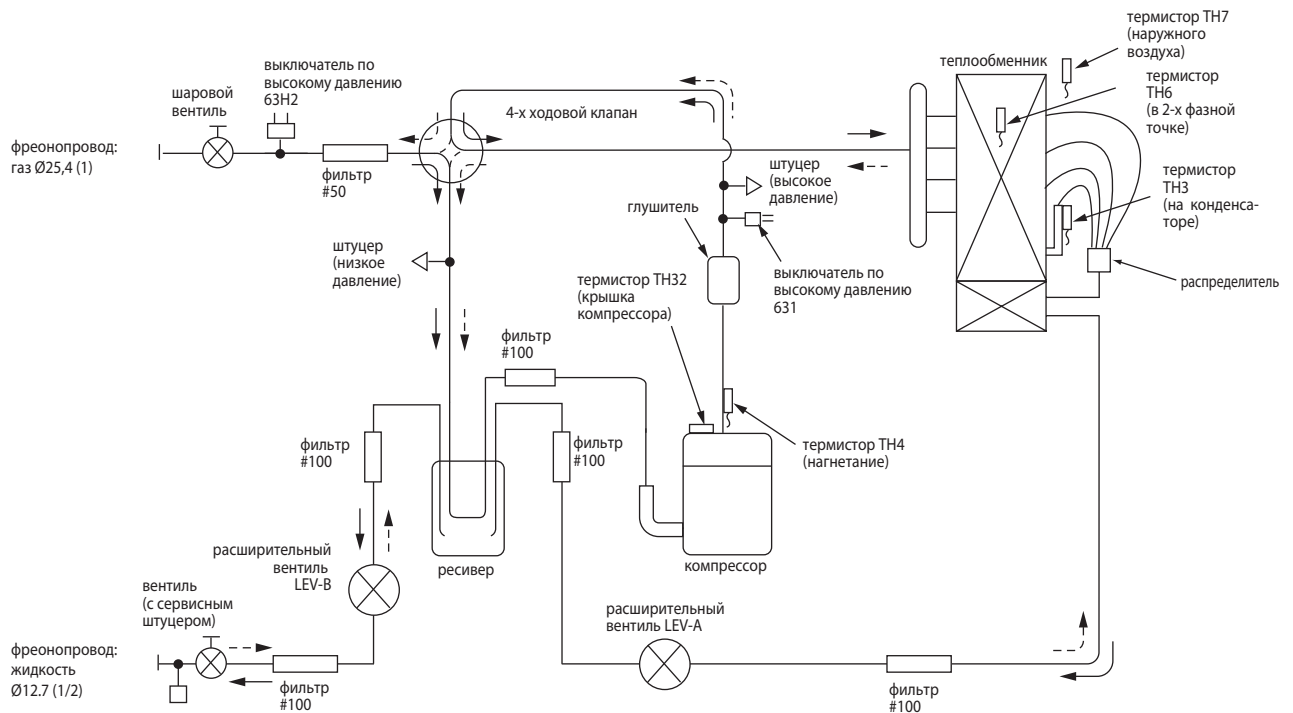 термистор TH7
(наружного
воздуха)
теплообменник
термистор
TH6
(в 2-х фазной
точке)
термистор
TH3
(на конденса-
торе)
распределитель
выключатель по
высокому давлению
63H2
шаровой
вентиль
4-х ходовой клапан
фреонопровод:
газ Ø25,4 (1)
фильтр
#50
штуцер
(высокое
давление)
глушитель
штуцер
(низкое
давление)
термистор TH32
(крышка
компрессора)
выключатель по
высокому давлению
631
фильтр
#100
фильтр
#100
фильтр
#100
термистор TH4
(нагнетание)
расширительный
вентиль
LEV-B
ресивер
компрессор
вентиль
(с сервисным
штуцером)
расширительный
вентиль LEV-A
фреонопровод:
жидкость
Ø12.7 (1/2)
фильтр
#100
фильтр
#100